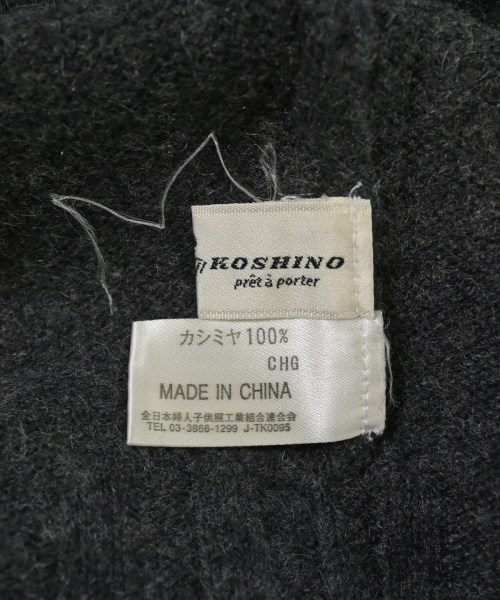 KOSHINO
prêt à porter
カシミヤ100%
CHG
MADE IN CHINA
全日本婦人子供服工業組合連合会
TEL 03-3866-1299 J-TK0095